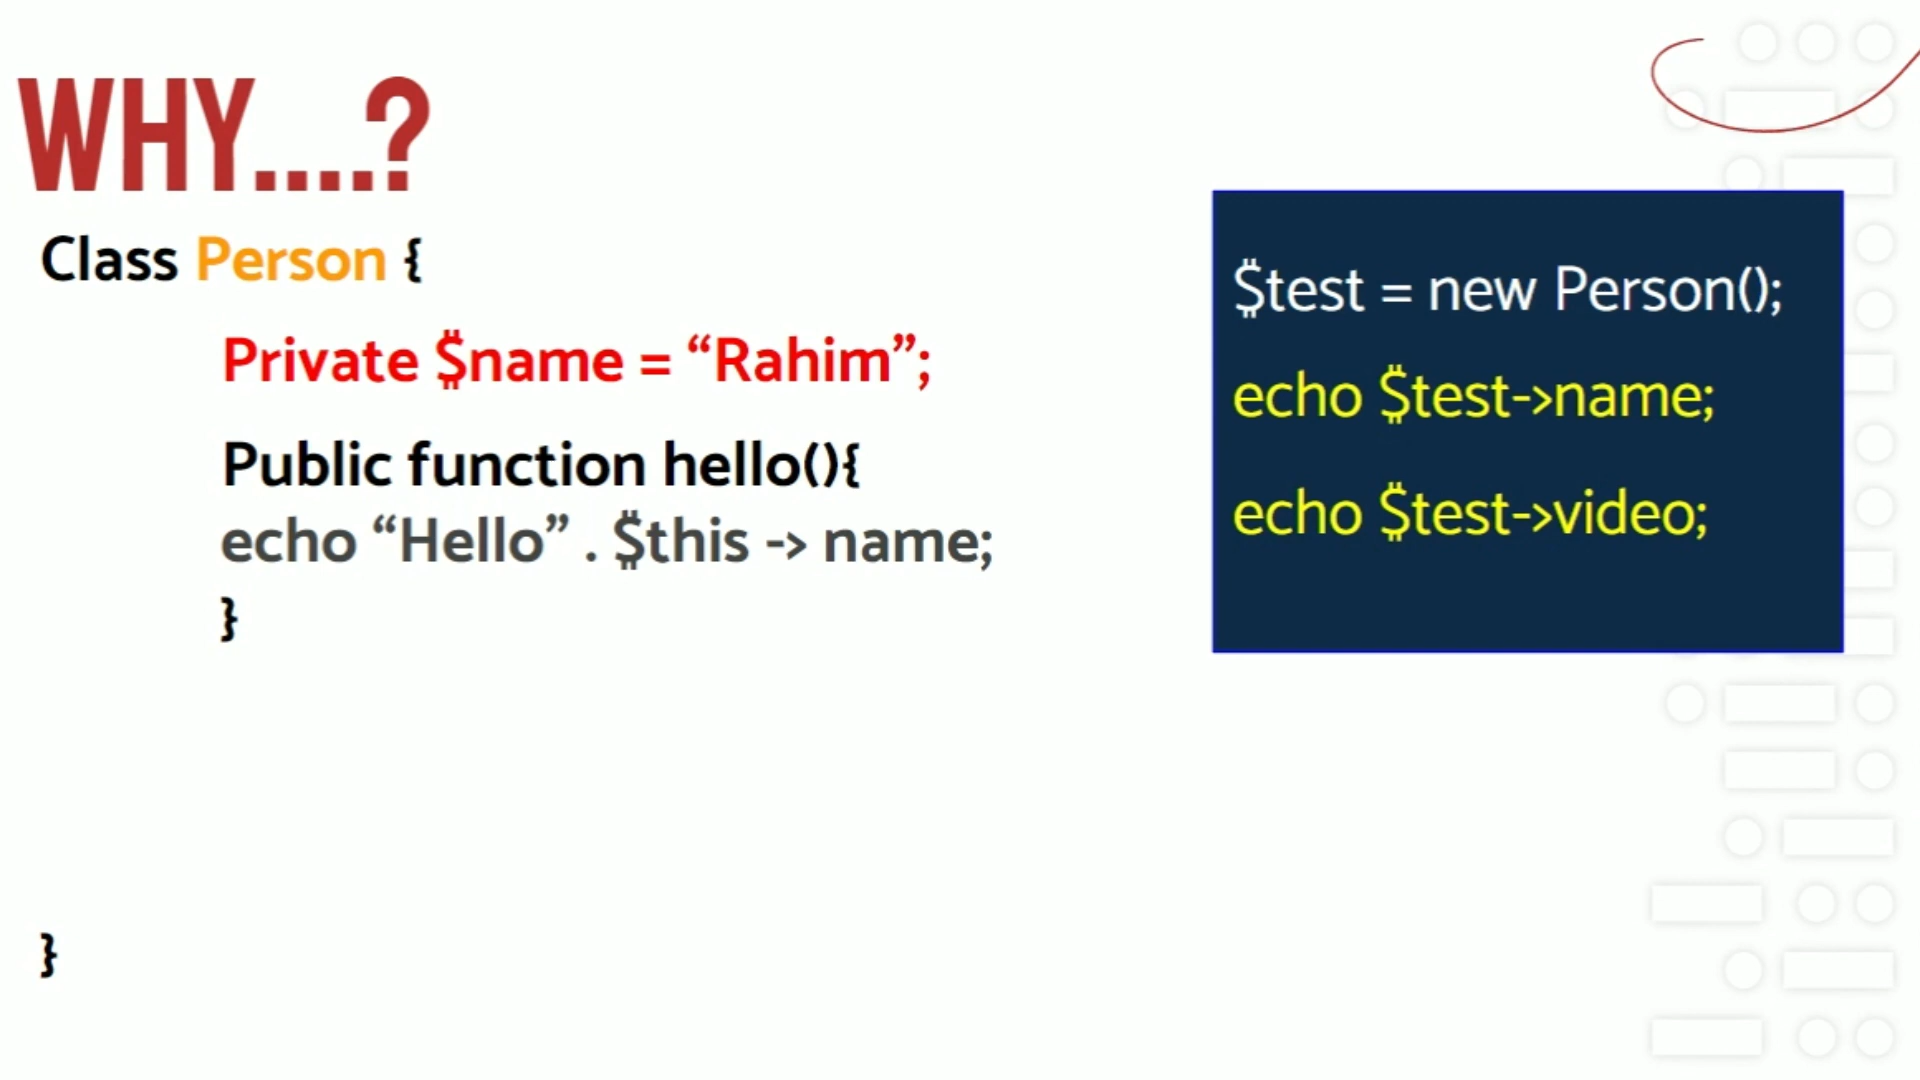 WHY....?
Class Person {
Private $name = “Rahim”;
Public function hello(){
echo “Hello” . $this -> name;
}
}
$test = new Person();
echo $test->name;
echo $test->video;